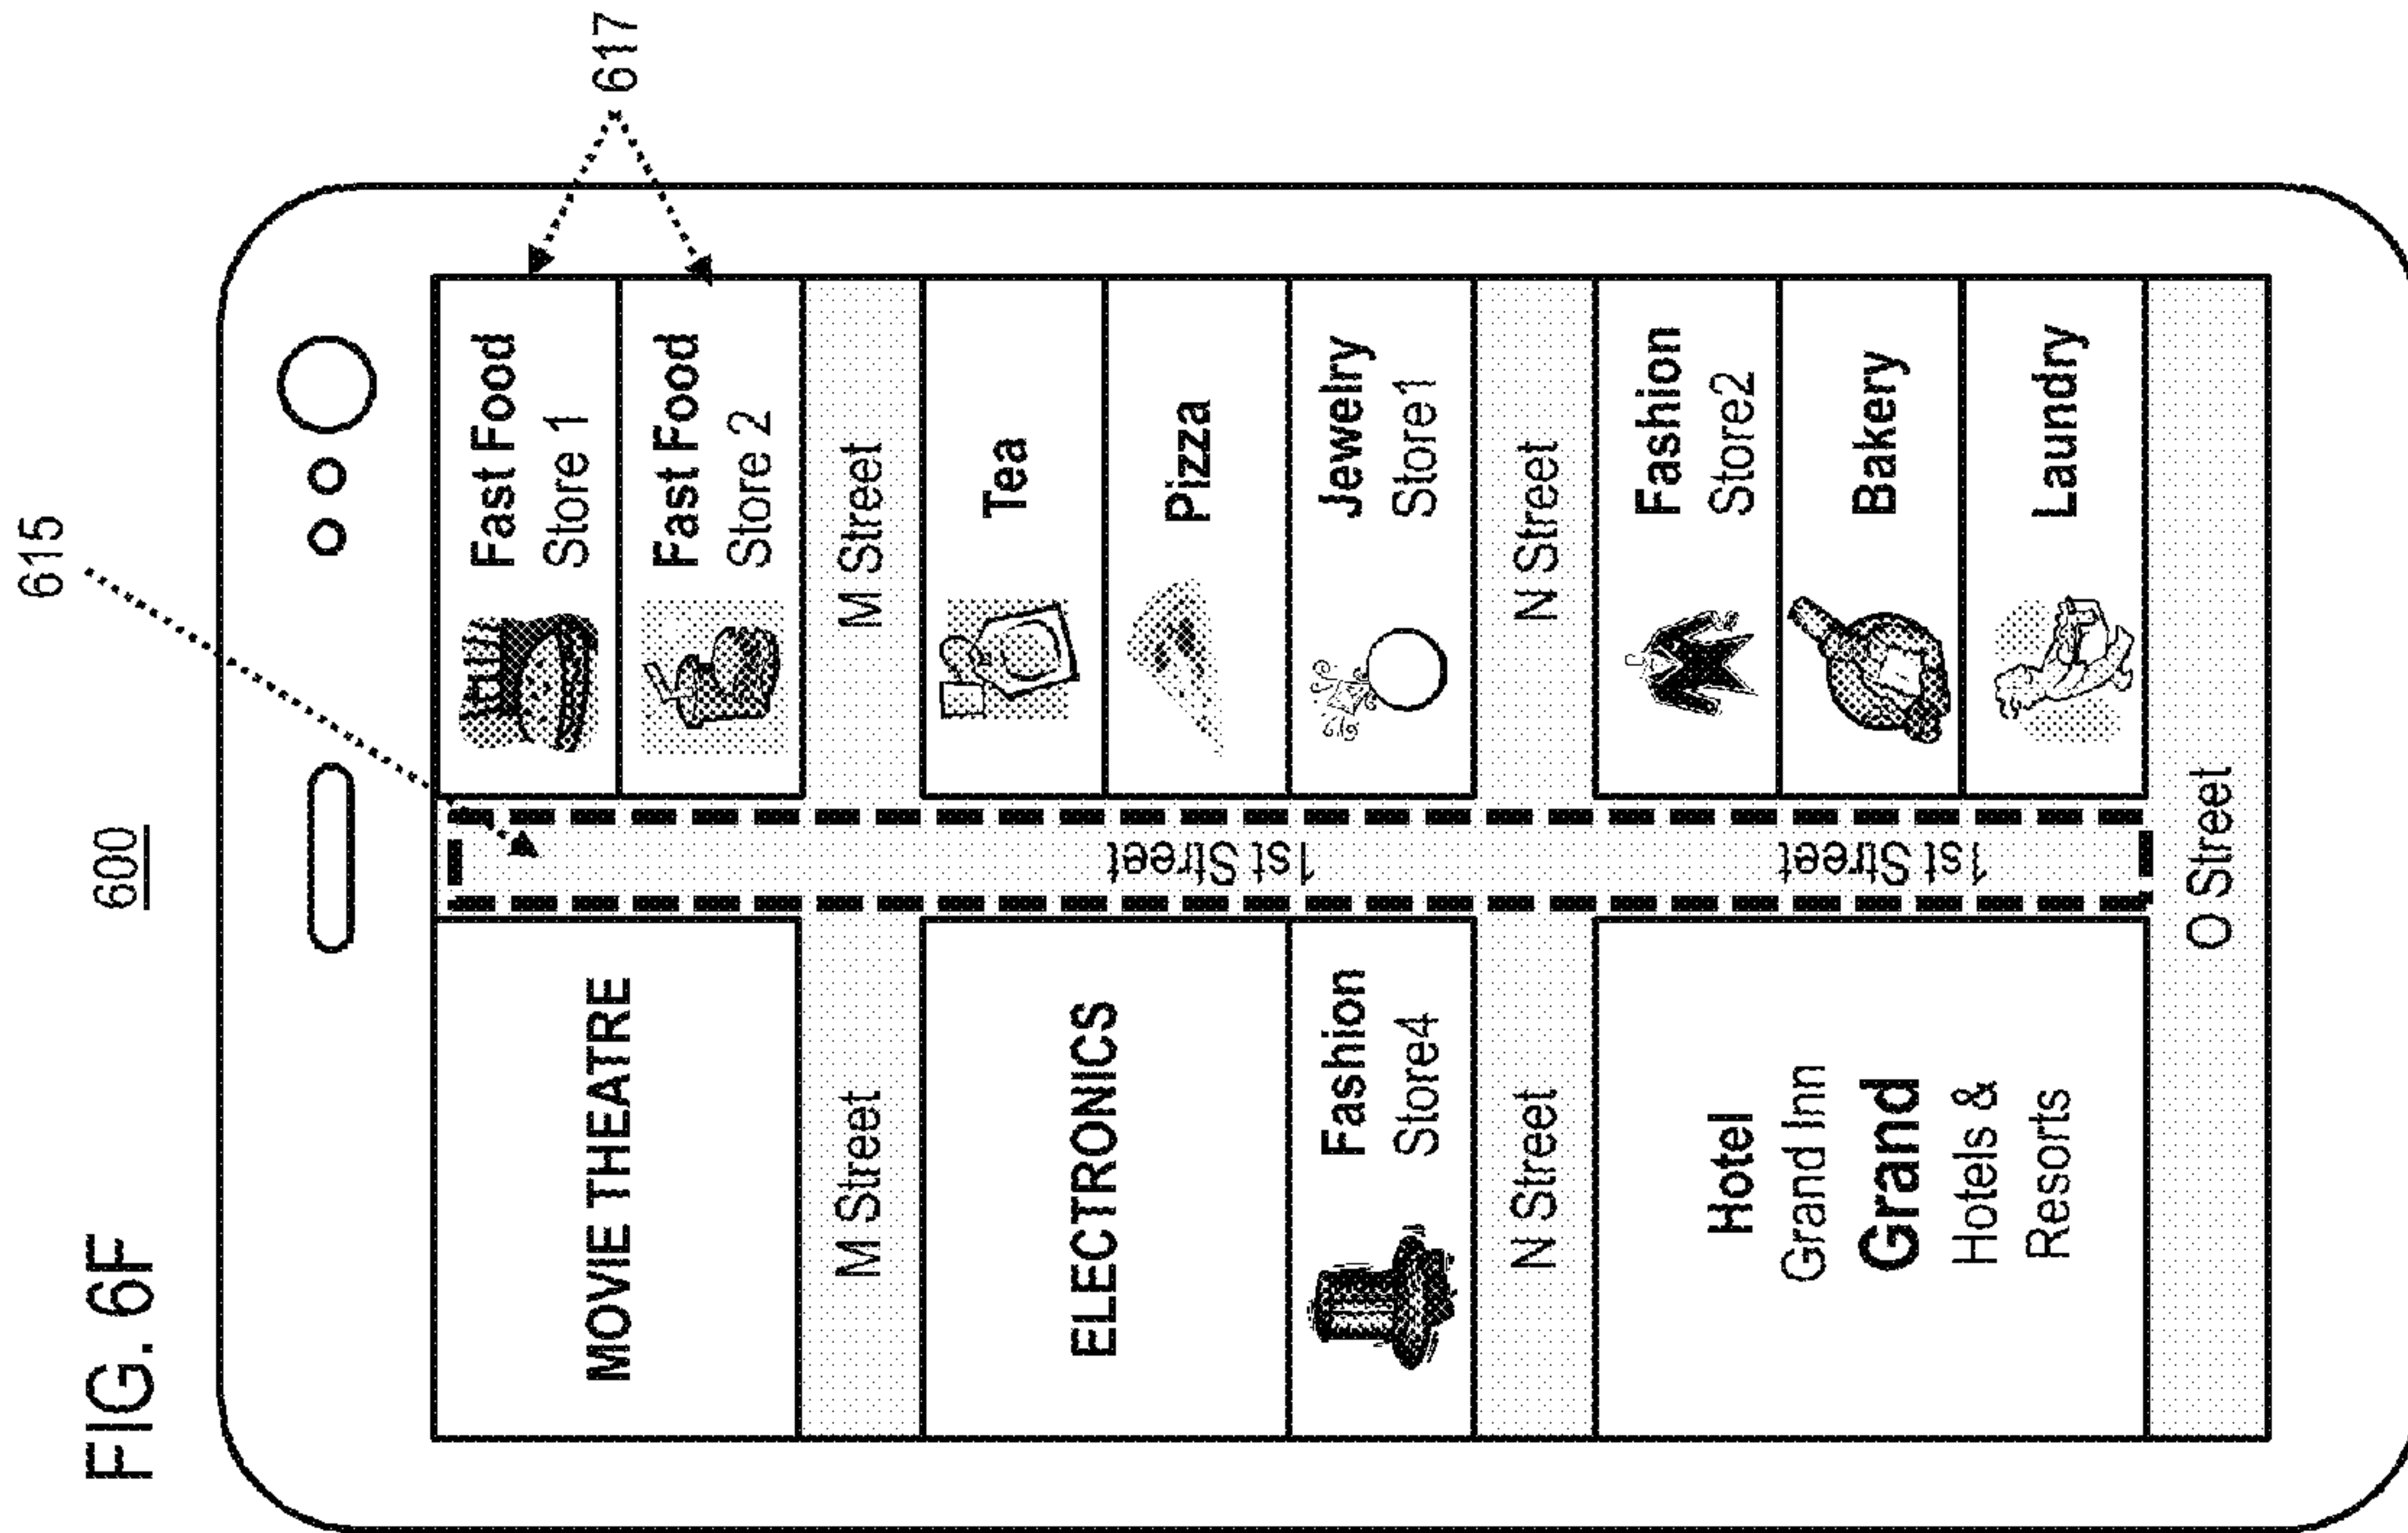 FIG. 6F
600
615
617
MOVIE THEATRE
Fast Food
Store 1
Fast Food
Store 2
M Street
M Street
ELECTRONICS
Tea
Pizza
1st Street
Fashion
Store4
Jewelry
Store1
N Street
N Street
Hotel
Grand Inn
Grand
Hotels &
Resorts
1st Street
Fashion
Store2
Bakery
Laundry
O Street